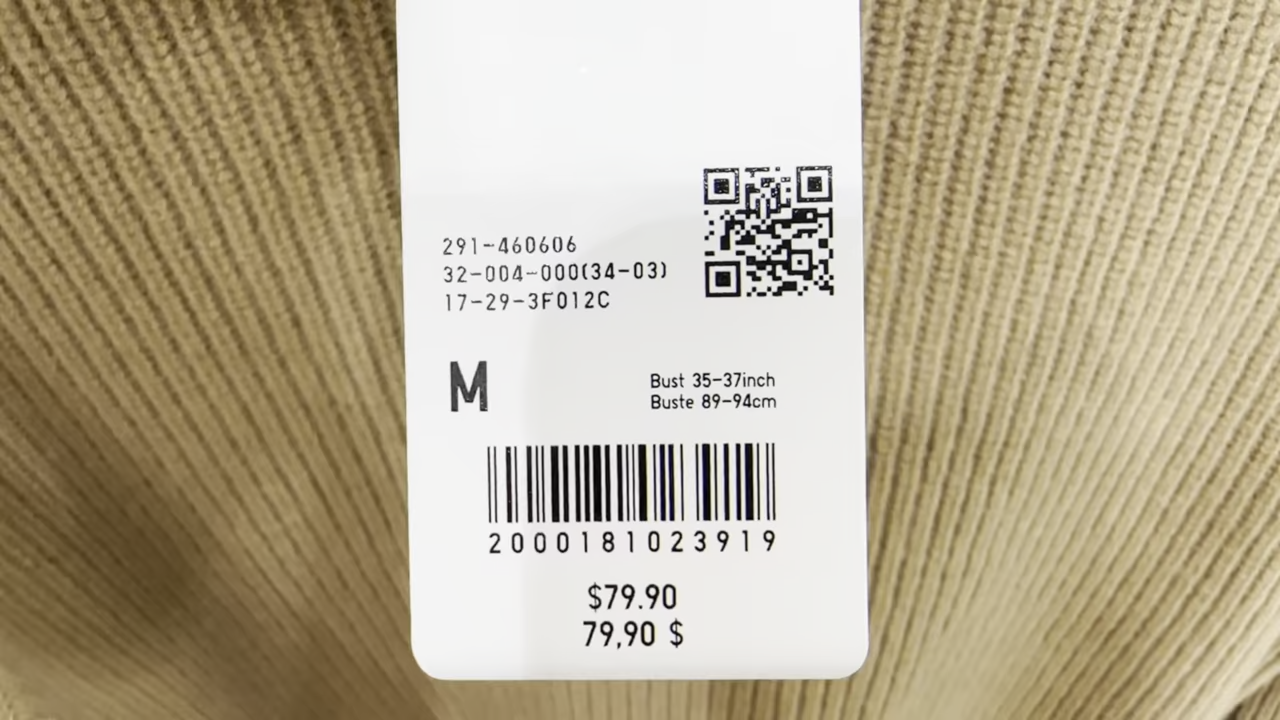 291-460606
32-004-000(34-03)
17-29-3F012C
M
Bust 35-37inch
Buste 89-94cm
2000181023919
$79.90
79,90 $